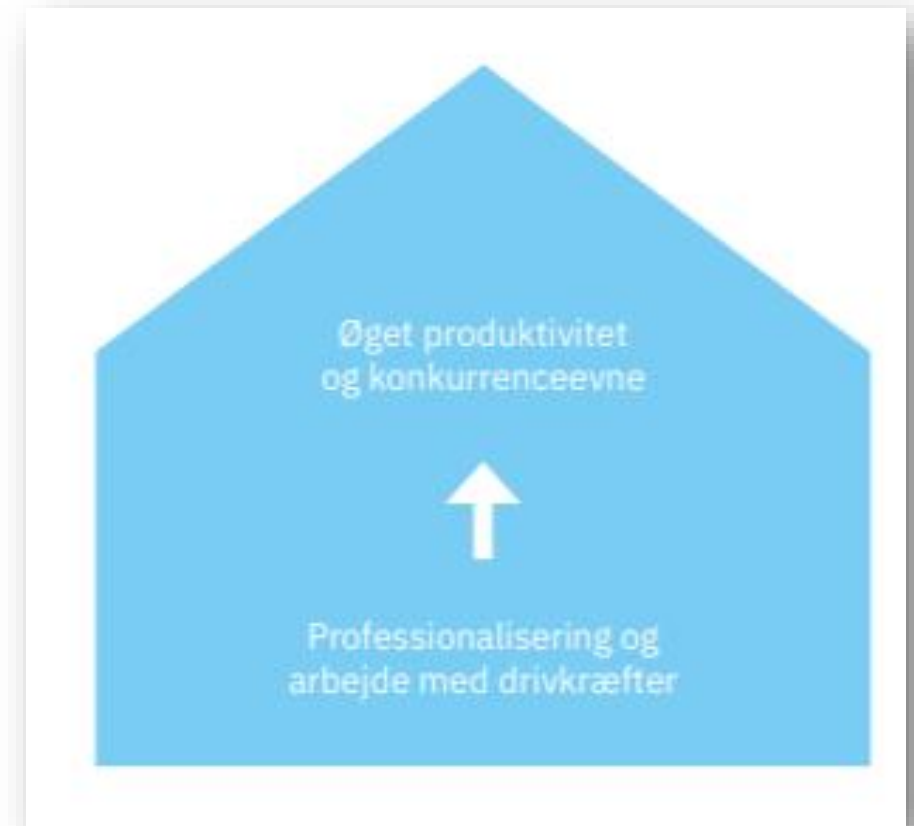 Øget produktivitet
og konkurrenceevne
Professionalisering og
arbejde med drivkræfter